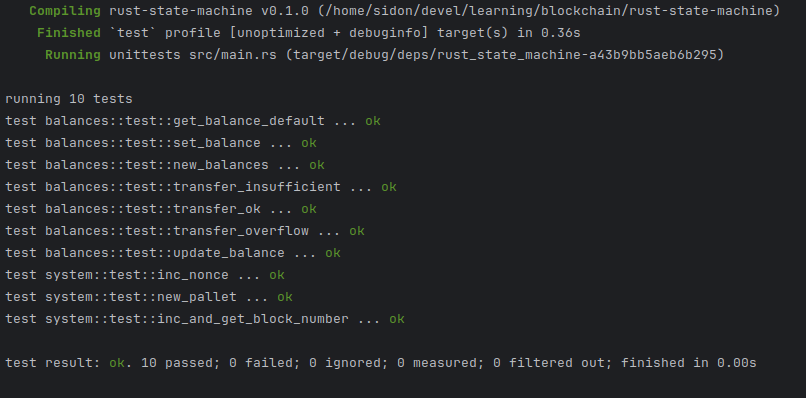 Compiling rust-state-machine v0.1.0 (/home/sidon/devel/learning/blockchain/rust-state-machine)
Finished `test` profile [unoptimized + debuginfo] target(s) in 0.36s
Running unittests src/main.rs (target/debug/deps/rust_state_machine-a43b9bb5aeb6b295)
running 10 tests
test balances::test::get_balance_default ... ok
test balances::test::set_balance ... ok
test balances::test::new_balances ... ok
test balances::test::transfer_insufficient ... ok
test balances::test::transfer_ok ... ok
test balances::test::transfer_overflow ... ok
test balances::test::update_balance ... ok
test system::test::inc_nonce ... ok
test system::test::new_pallet ... ok
test system::test::inc_and_get_block_number ... ok
test result: ok. 10 passed; 0 failed; 0 ignored; 0 measured; 0 filtered out; finished in 0.00s